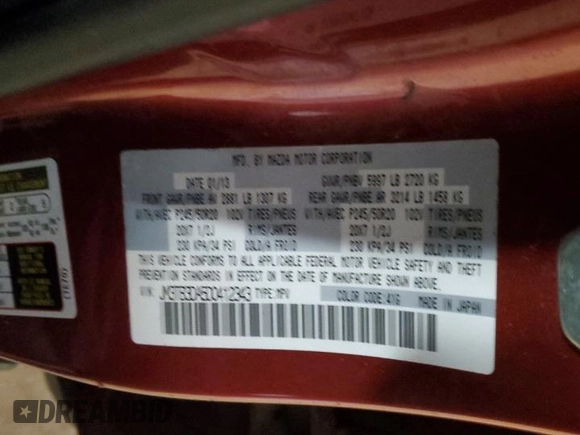 MFD. BY MAZDA MOTOR CORPORATION
DATE 01/13 GVWR/PNBV 5997 LB 2720 KG
FRONT GAWR/PNBE AV 2881 LB 1307 KG REAR GAWR/PNBE AR 3214 LB 1458 KG
WITH/AVEC P245/50R20 102V TIRES/PNEUS WITH/AVEC P245/50R20 102V TIRES/PNEUS
20X7 1/2J RIMS/JANTES 20X7 1/2J RIMS/JANTES
230 KPA/34 PSI COLD/A FROID 230 KPA/34 PSI COLD/A FROID
THIS VEHICLE CONFORMS TO ALL APPLICABLE FEDERAL MOTOR VEHICLE SAFETY AND THEFT
PREVENTION STANDARDS IN EFFECT ON THE DATE OF MANUFACTURE SHOWN ABOVE.
V.I.N.: TYPE:MPV COLOR CODE:41G MADE IN JAPAN
(TE70)
DREAMBID